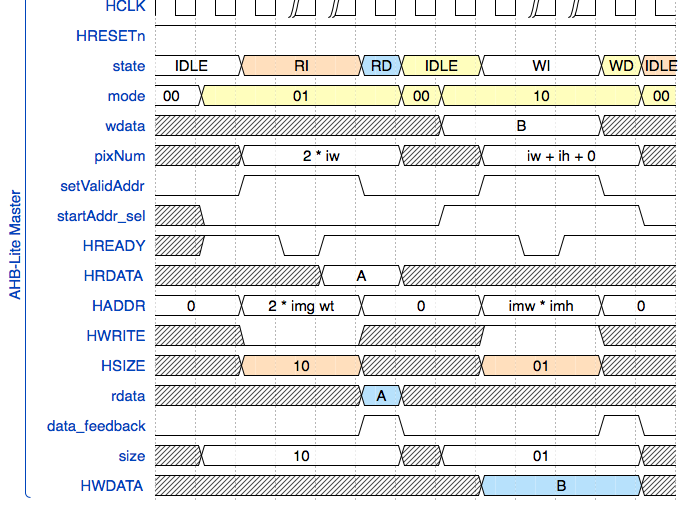 HCLK
HRESETn
state IDLE RI RD IDLE WI WD IDLE
mode 00 01 00 10 00
wdata B
pixNum 2 * iw iw + ih + 0
setValidAddr
startAddr_sel
HREADY
HRDATA A
HADDR 0 2 * img wt 0 imw * imh 0
HWRITE
HSIZE 10 01
rdata A
data_feedback
size 10 01
HWDATA B
AHB-Lite Master